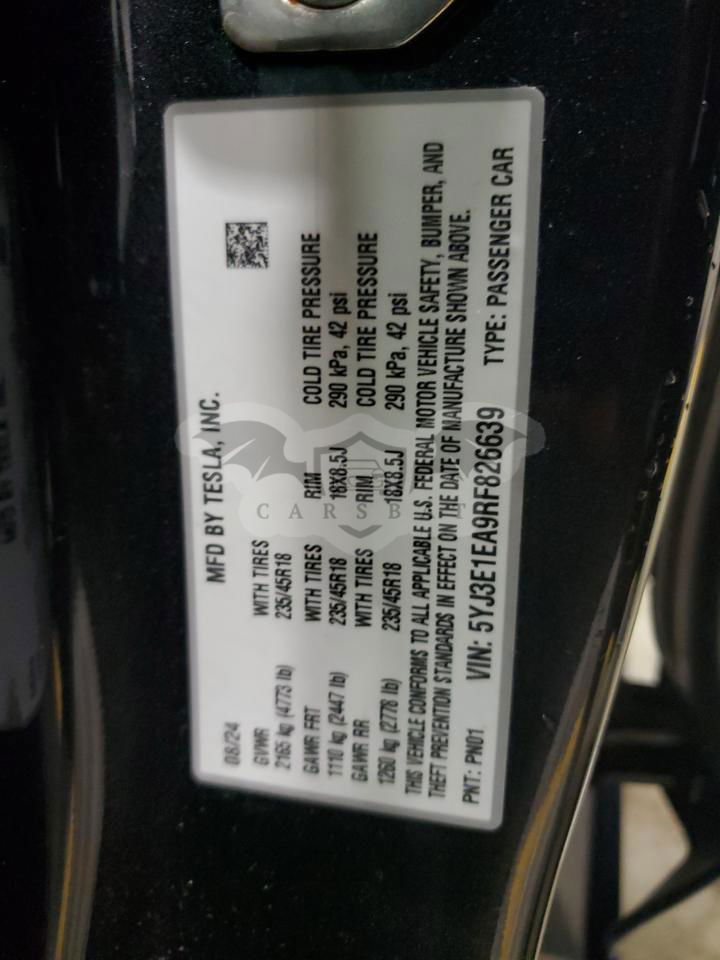 MFD BY TESLA, INC.
08/24
GVWR WITH TIRES
2165 kg (4773 lb) 235/45R18
GAWR FRT WITH TIRES RIM COLD TIRE PRESSURE
1110 kg (2447 lb) 235/45R18 18X8.5J 290 kPa, 42 psi
GAWR RR WITH TIRES RIM COLD TIRE PRESSURE
1260 kg (2778 lb) 235/45R18 18X8.5J 290 kPa, 42 psi
THIS VEHICLE CONFORMS TO ALL APPLICABLE U.S. FEDERAL MOTOR VEHICLE SAFETY, BUMPER, AND
THEFT PREVENTION STANDARDS IN EFFECT ON THE DATE OF MANUFACTURE SHOWN ABOVE.
PNT: PN01 VIN: 5YJ3E1EA9RF826639 TYPE: PASSENGER CAR